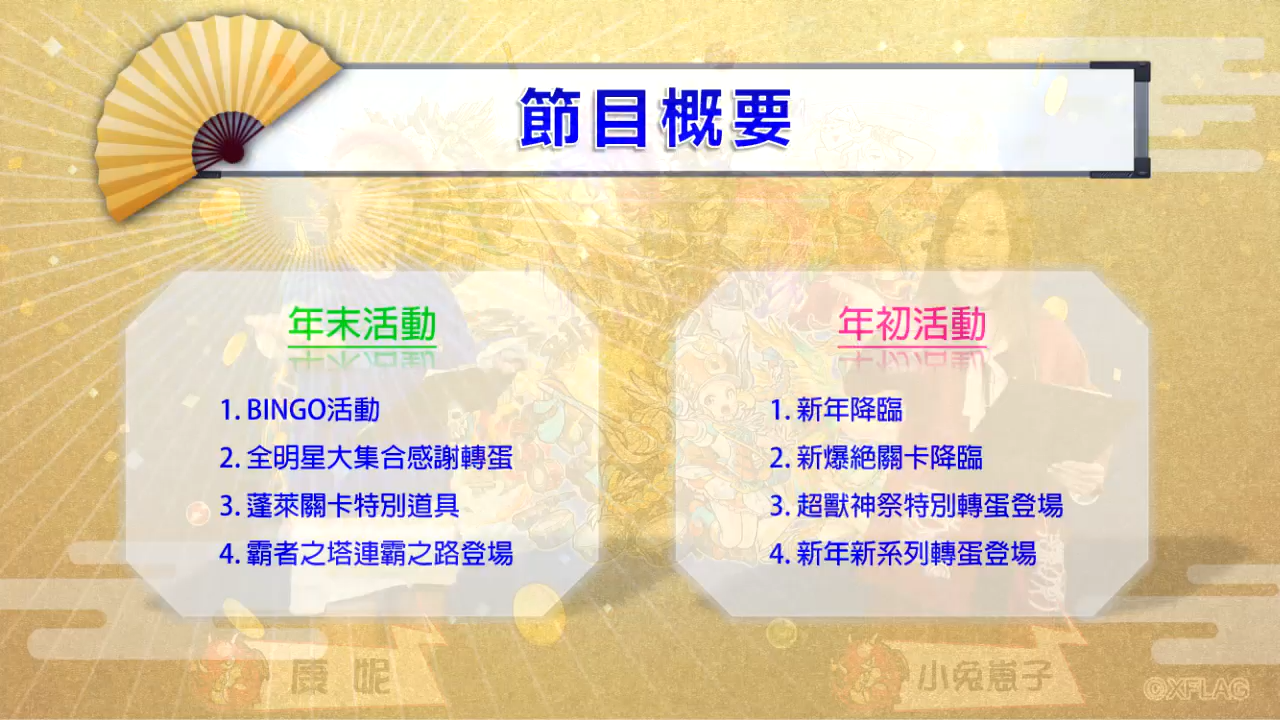 節目概要
年末活動
1. BINGO活動
2. 全明星大集合感謝轉蛋
3. 蓬萊關卡特別道具
4. 霸者之塔連霸之路登場
年初活動
1. 新年降臨
2. 新爆絕關卡降臨
3. 超獸神祭特別轉蛋登場
4. 新年新系列轉蛋登場
康妮
小兔崽子
©XFLAG